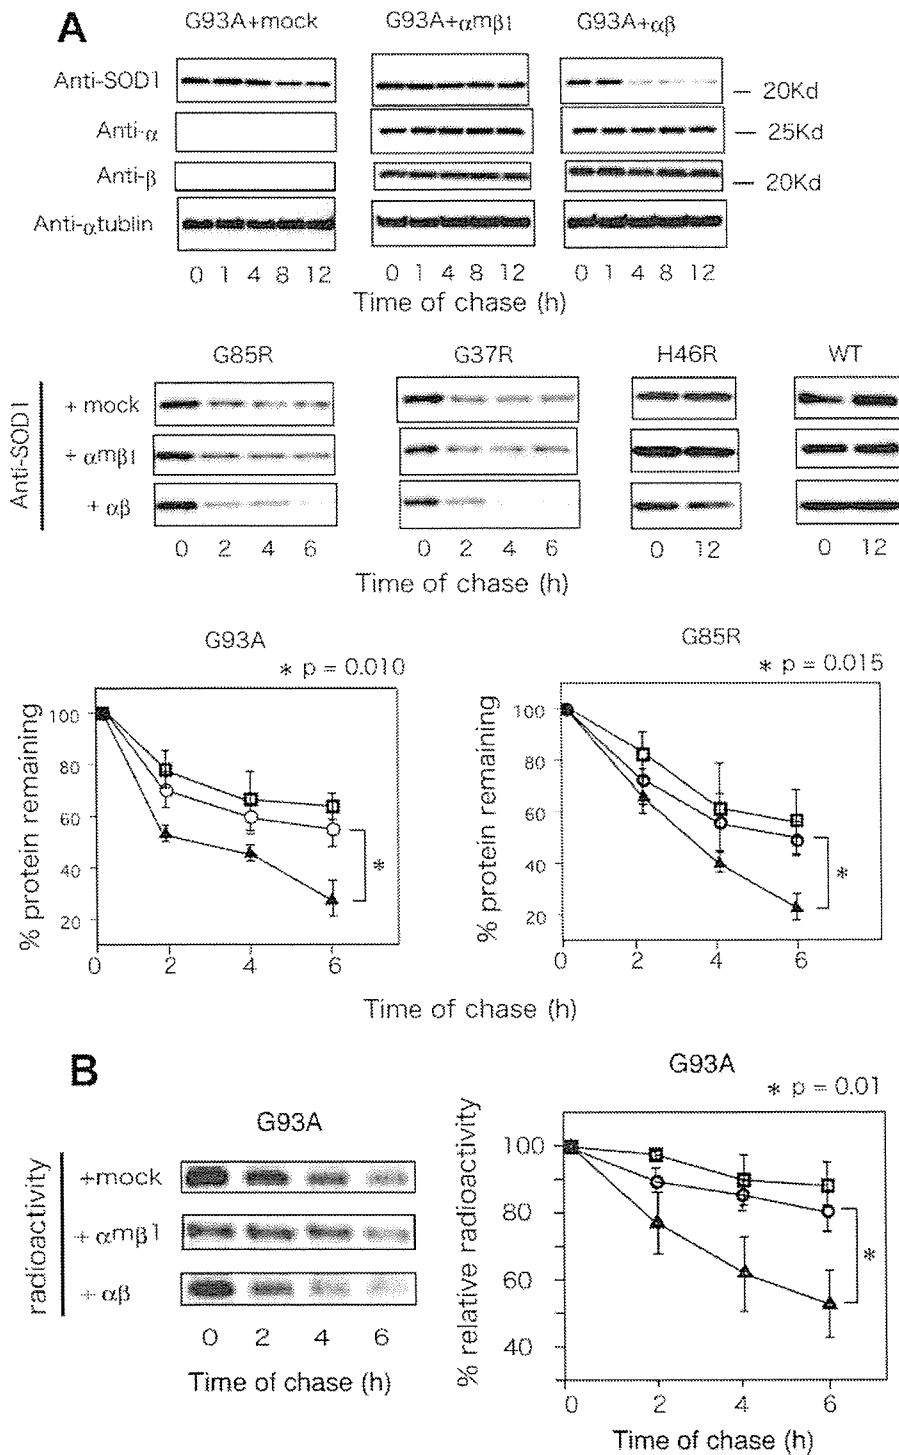 A
G93A+mock G93A+αmβ1 G93A+αβ
Anti-SOD1
— 20Kd
Anti-α
— 25Kd
Anti-β
— 20Kd
Anti-αtublin
0 1 4 8 12 0 1 4 8 12 0 1 4 8 12
Time of chase (h)
G85R G37R H46R WT
Anti-SOD1
+ mock
+ αmβ1
+ αβ
0 2 4 6 0 2 4 6 0 12 0 12
Time of chase (h)
G93A
* p = 0.010
% protein remaining
100
80
60
40
20
*
0 2 4 6
G85R
* p = 0.015
% protein remaining
100
80
60
40
20
*
0 2 4 6
Time of chase (h)
B
G93A
radioactivity
+mock
+ αmβ1
+ αβ
0 2 4 6
Time of chase (h)
G93A
* p = 0.01
% relative radioactivity
100
80
60
40
*
0 2 4 6
Time of chase (h)